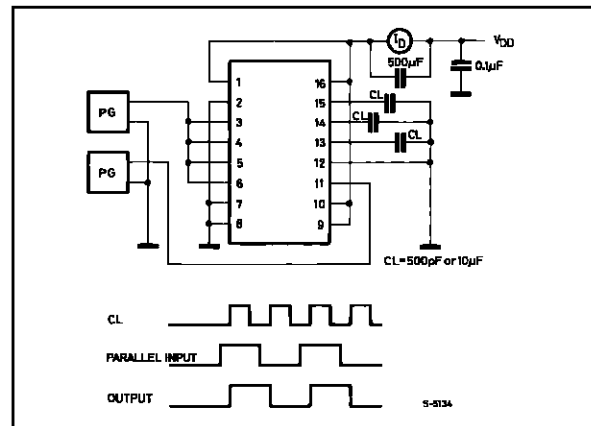 I_D
V_DD
500µF
0.1µF
1
16
2
15
CL
PG
3
14
CL
4
13
CL
5
12
PG
6
11
7
10
8
9
CL=500pF or 10µF
CL
PARALLEL INPUT
OUTPUT
S-5134